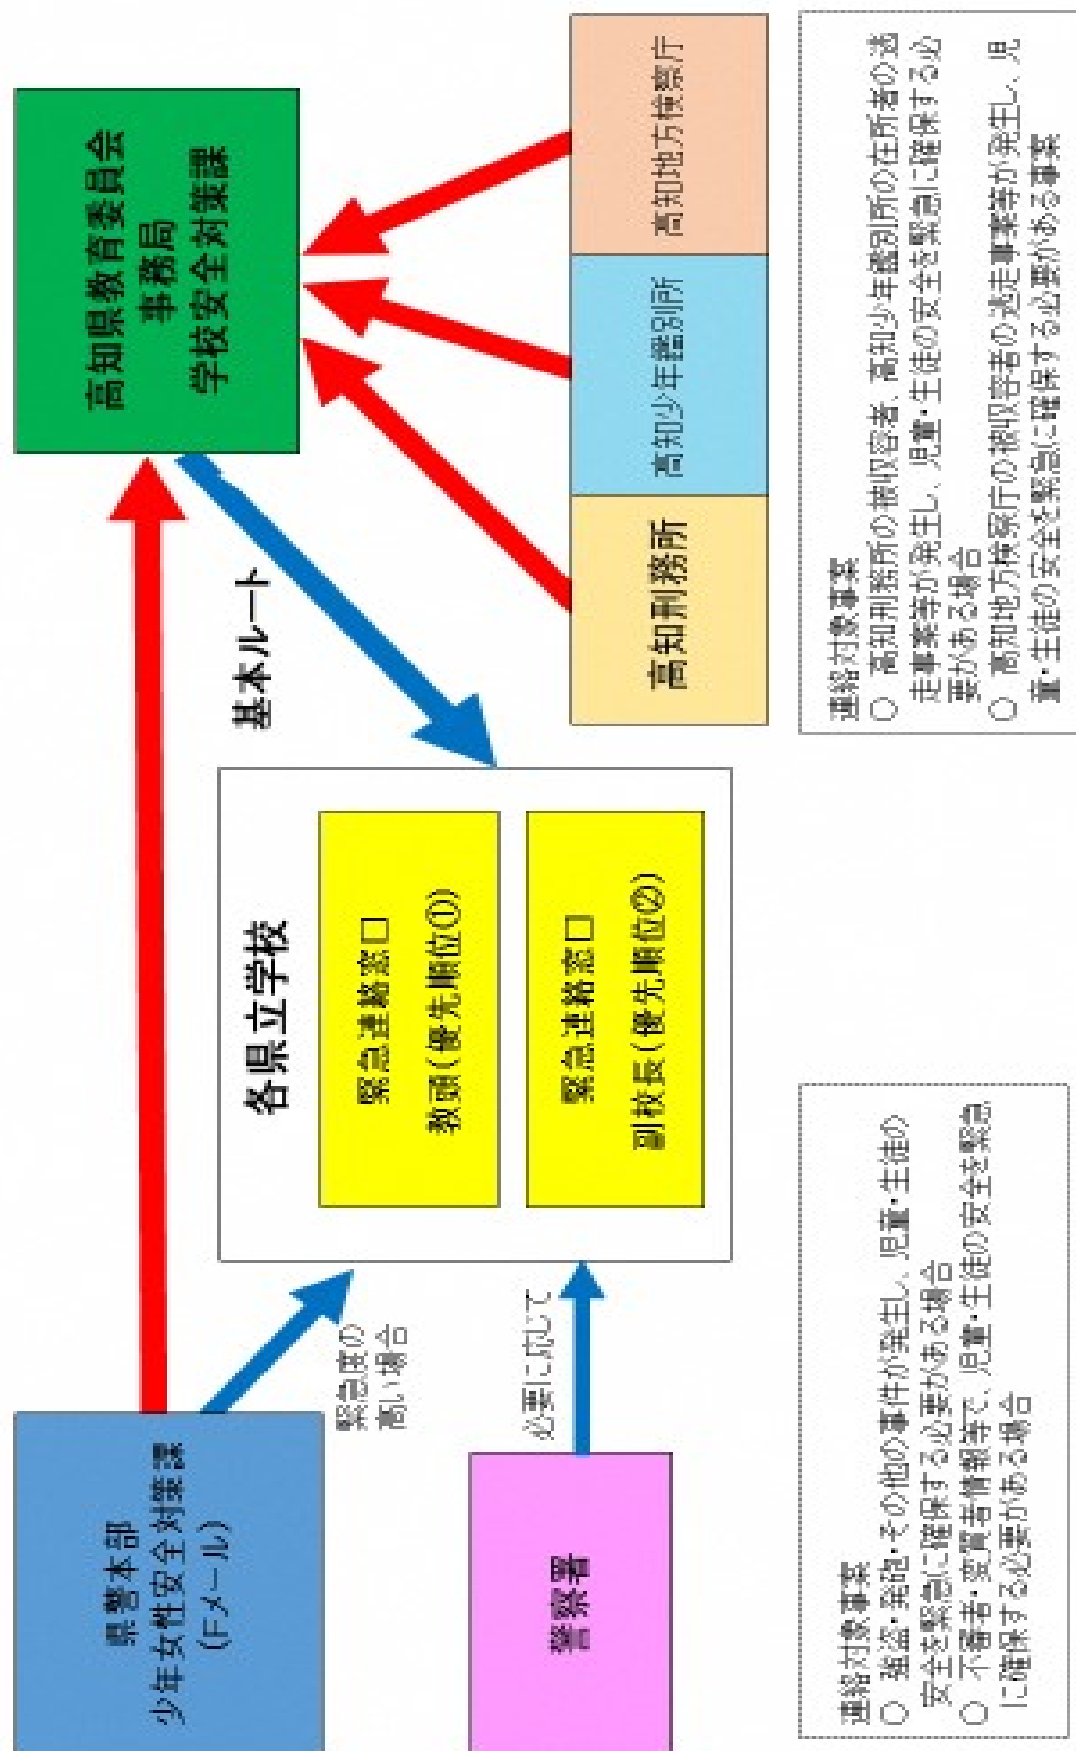 県警本部
少年女性安全対策課
(Fメール)
高知県教育委員会
事務局
学校安全対策課
基本ルート
各県立学校
緊急連絡窓口
教頭(優先順位①)
緊急連絡窓口
副校長(優先順位②)
緊急度の
高い場合
必要に応じて
警察署
高知刑務所
高知少年鑑別所
高知地方検察庁
連絡対象事案
○ 強盗・発砲・その他の事件が発生し、児童・生徒の
安全を緊急に確保する必要がある場合
○ 不審者・変質者情報等で、児童・生徒の安全を緊急
に確保する必要がある場合
連絡対象事案
○ 高知刑務所の被収容者、高知少年鑑別所の在所者の逃
走事案等が発生し、児童・生徒の安全を緊急に確保する必
要がある場合
○ 高知地方検察庁の被収容者の逃走事案等が発生し、児
童・生徒の安全を緊急に確保する必要がある事案